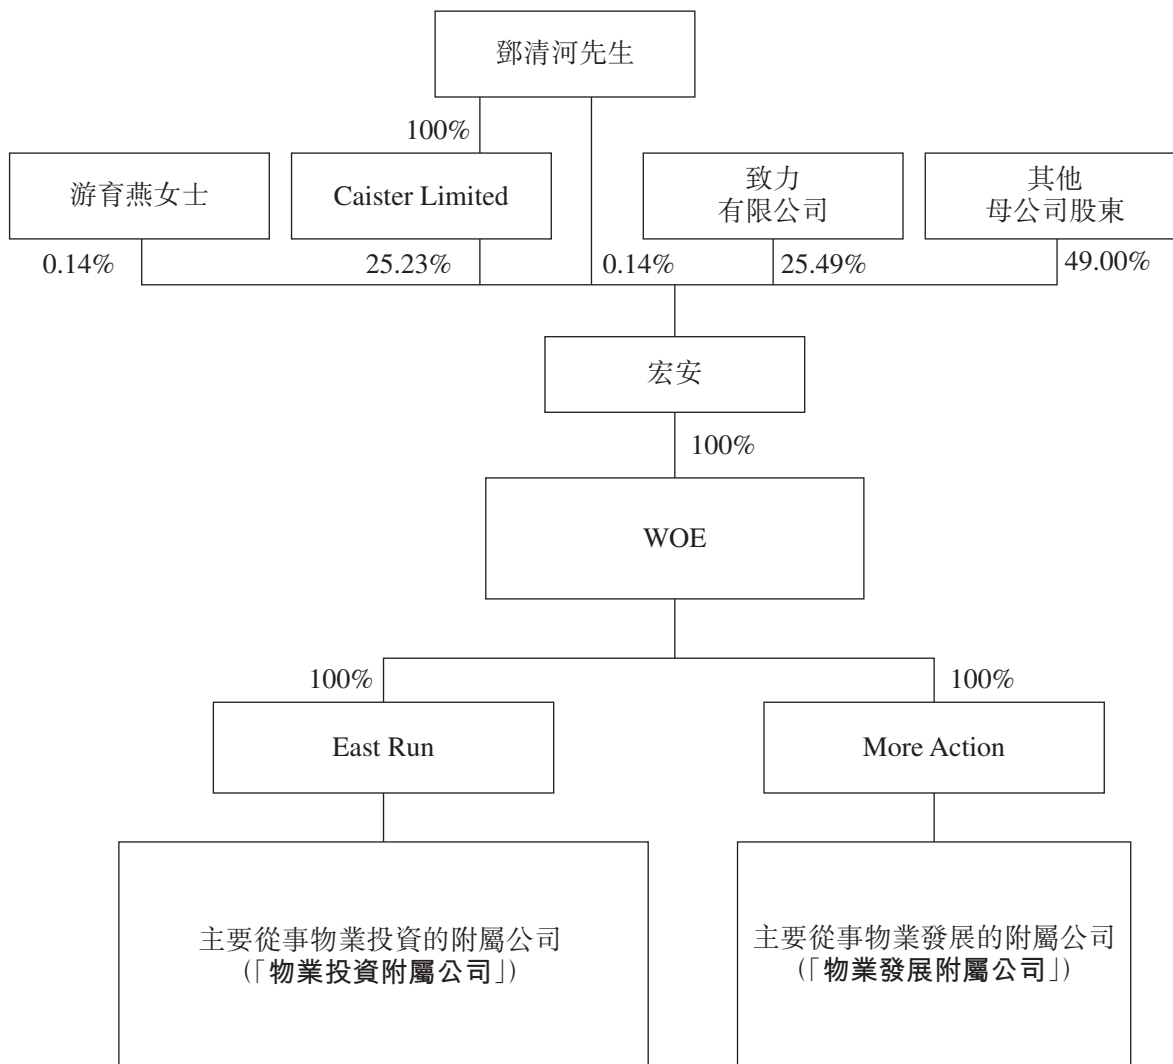 鄧清河先生
100%
游育燕女士
Caister Limited
致力
有限公司
其他
母公司股東
0.14%
25.23%
0.14%
25.49%
49.00%
宏安
100%
WOE
100%
100%
East Run
More Action
主要從事物業投資的附屬公司
(「物業投資附屬公司」)
主要從事物業發展的附屬公司
(「物業發展附屬公司」)